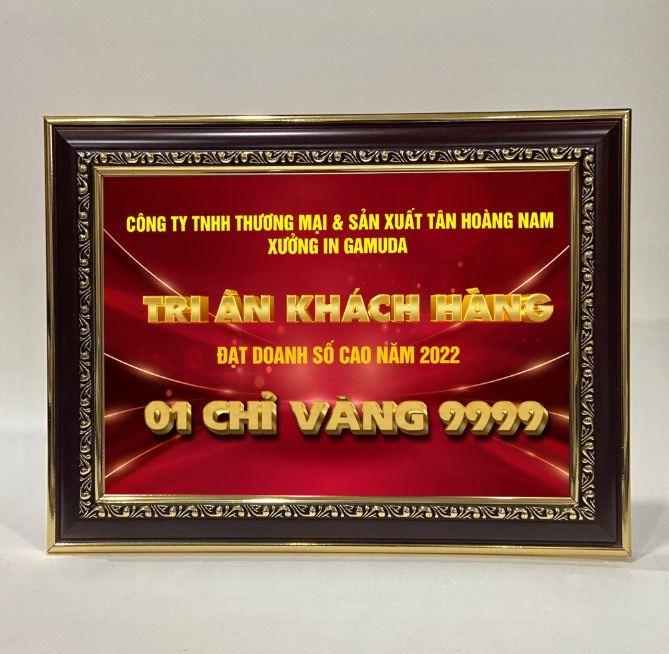 CÔNG TY TNHH THƯƠNG MẠI & SẢN XUẤT TÂN HOÀNG NAM
XƯỞNG IN GAMUDA
TRI ÂN KHÁCH HÀNG
ĐẠT DOANH SỐ CAO NĂM 2022
01 CHỈ VÀNG 9999